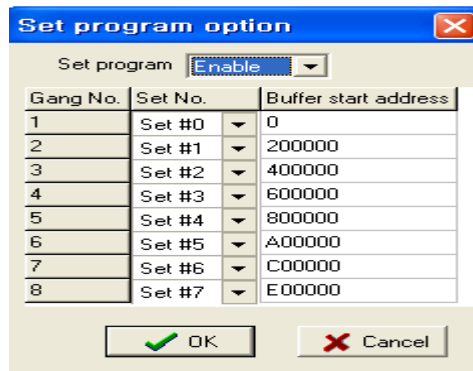 Set program option
Set program Enable
Gang No. Set No. Buffer start address
1 Set #0 0
2 Set #1 200000
3 Set #2 400000
4 Set #3 600000
5 Set #4 800000
6 Set #5 A00000
7 Set #6 C00000
8 Set #7 E00000
OK Cancel